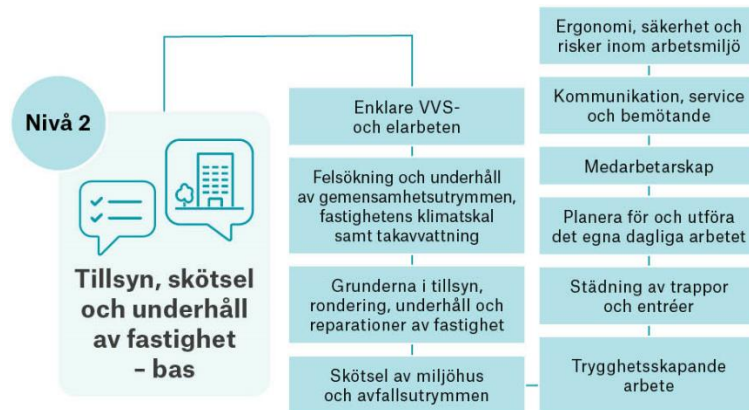 Nivå 2
Tillsyn, skötsel
och underhåll
av fastighet
– bas
Enklare VVS-
och elarbeten
Felsökning och underhåll
av gemensamhetsutrymmen,
fastighetens klimatskal
samt takavvattning
Grunderna i tillsyn,
rondering, underhåll och
reparationer av fastighet
Skötsel av miljöhus
och avfallsutrymmen
Ergonomi, säkerhet och
risker inom arbetsmiljö
Kommunikation, service
och bemötande
Medarbetarskap
Planera för och utföra
det egna dagliga arbetet
Städning av trappor
och entréer
Trygghetsskapande
arbete